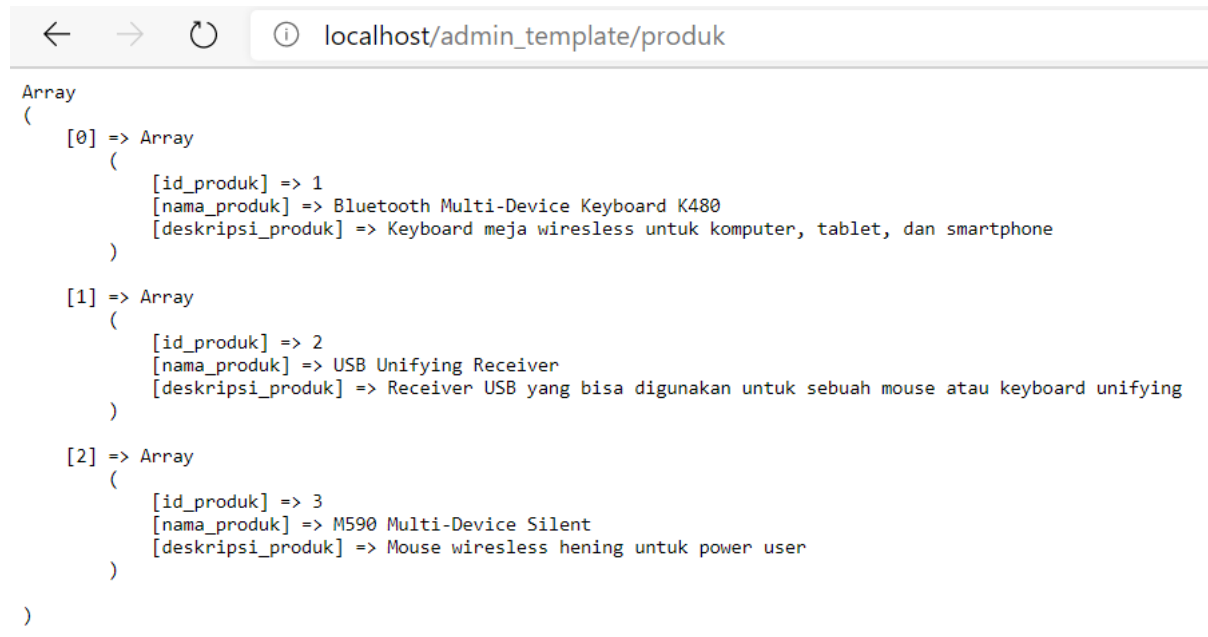 localhost/admin_template/produk
Array
(
    [0] => Array
        (
            [id_produk] => 1
            [nama_produk] => Bluetooth Multi-Device Keyboard K480
            [deskripsi_produk] => Keyboard meja wiresless untuk komputer, tablet, dan smartphone
        )
    [1] => Array
        (
            [id_produk] => 2
            [nama_produk] => USB Unifying Receiver
            [deskripsi_produk] => Receiver USB yang bisa digunakan untuk sebuah mouse atau keyboard unifying
        )
    [2] => Array
        (
            [id_produk] => 3
            [nama_produk] => M590 Multi-Device Silent
            [deskripsi_produk] => Mouse wiresless hening untuk power user
        )
)